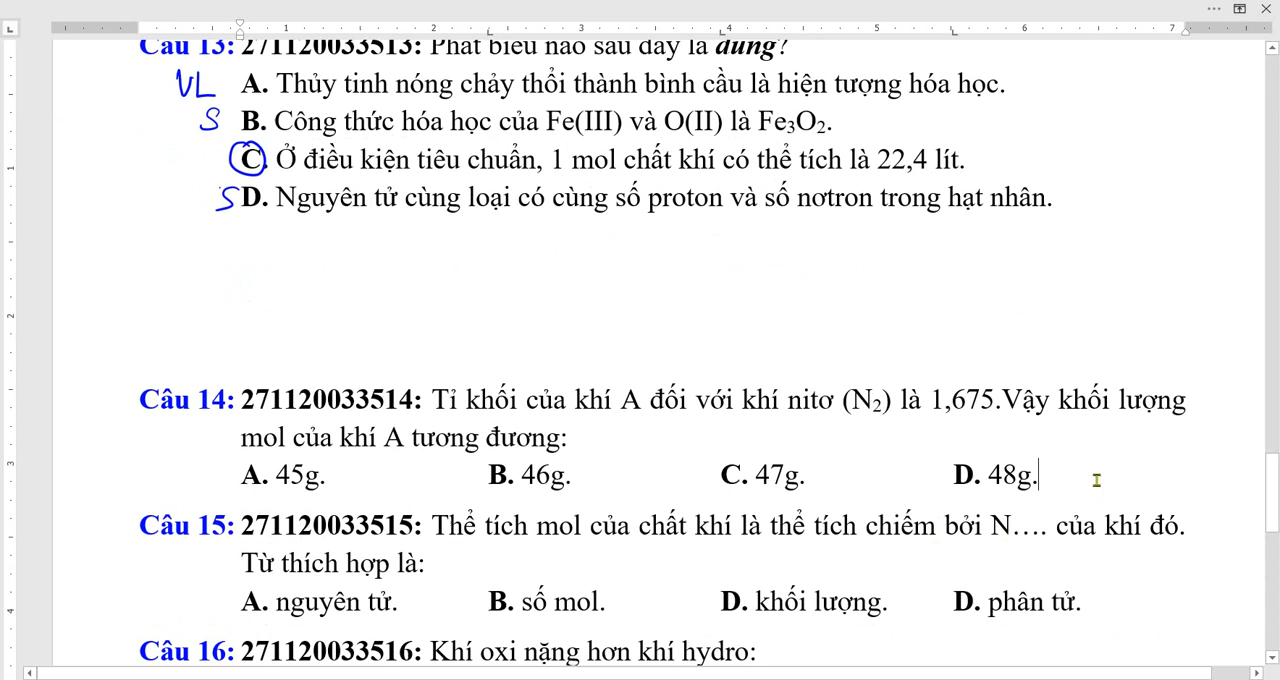 Câu 13: 271120033513: Phát biểu nào sau đây là đúng?
VL A. Thủy tinh nóng chảy thổi thành bình cầu là hiện tượng hóa học.
S B. Công thức hóa học của Fe(III) và O(II) là Fe₃O₂.
C. Ở điều kiện tiêu chuẩn, 1 mol chất khí có thể tích là 22,4 lít.
S D. Nguyên tử cùng loại có cùng số proton và số nơtron trong hạt nhân.
Câu 14: 271120033514: Tỉ khối của khí A đối với khí nitơ (N₂) là 1,675.Vậy khối lượng
mol của khí A tương đương:
A. 45g. B. 46g. C. 47g. D. 48g.
Câu 15: 271120033515: Thể tích mol của chất khí là thể tích chiếm bởi N…. của khí đó.
Từ thích hợp là:
A. nguyên tử. B. số mol. D. khối lượng. D. phân tử.
Câu 16: 271120033516: Khí oxi nặng hơn khí hydro: